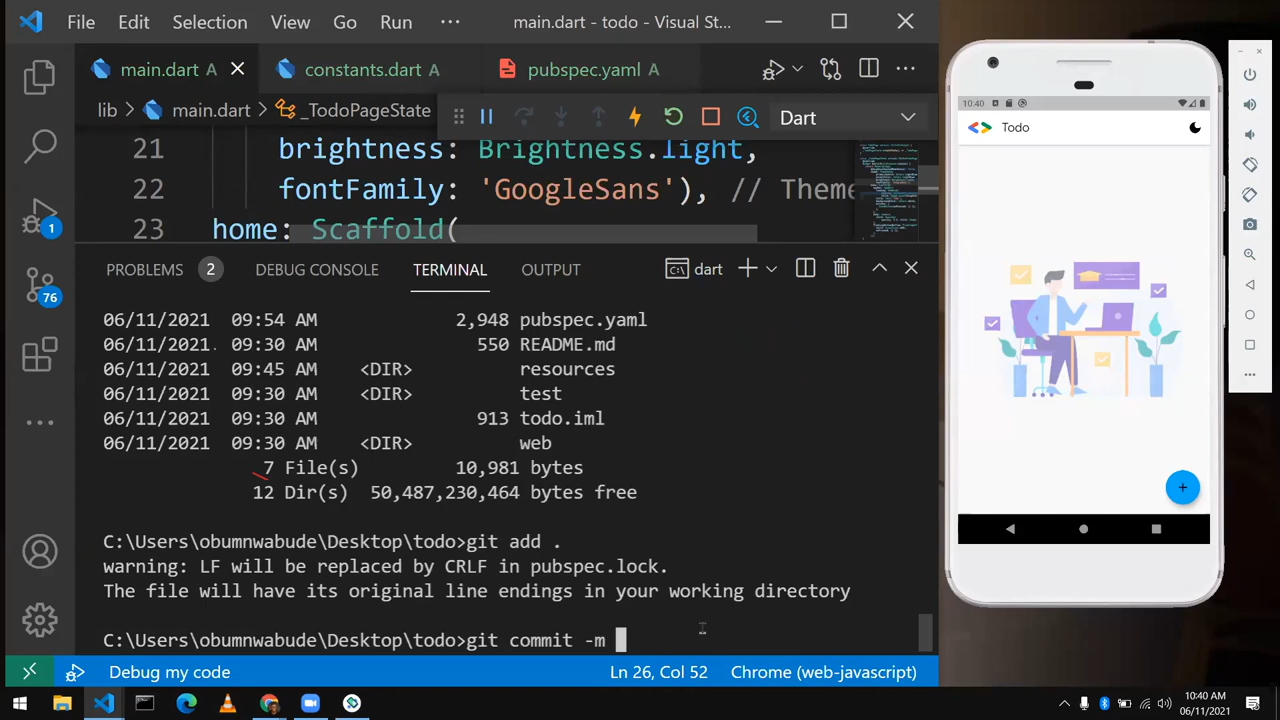 File Edit Selection View Go Run ··· main.dart - todo - Visual St...
main.dart A constants.dart A pubspec.yaml A
lib > main.dart > _TodoPageState
Dart
21 brightness: Brightness.light,
22 fontFamily: 'GoogleSans'), // Theme
23 home: Scaffold(
PROBLEMS 2 DEBUG CONSOLE TERMINAL OUTPUT dart
06/11/2021 09:54 AM 2,948 pubspec.yaml
06/11/2021 09:30 AM 550 README.md
06/11/2021 09:45 AM <DIR> resources
06/11/2021 09:30 AM <DIR> test
06/11/2021 09:30 AM 913 todo.iml
06/11/2021 09:30 AM <DIR> web
7 File(s) 10,981 bytes
12 Dir(s) 50,487,230,464 bytes free
C:\Users\obumnwabude\Desktop\todo>git add .
warning: LF will be replaced by CRLF in pubspec.lock.
The file will have its original line endings in your working directory
C:\Users\obumnwabude\Desktop\todo>git commit -m
1
76
Debug my code Ln 26, Col 52 Chrome (web-javascript)
10:40
Todo
10:40 AM
06/11/2021